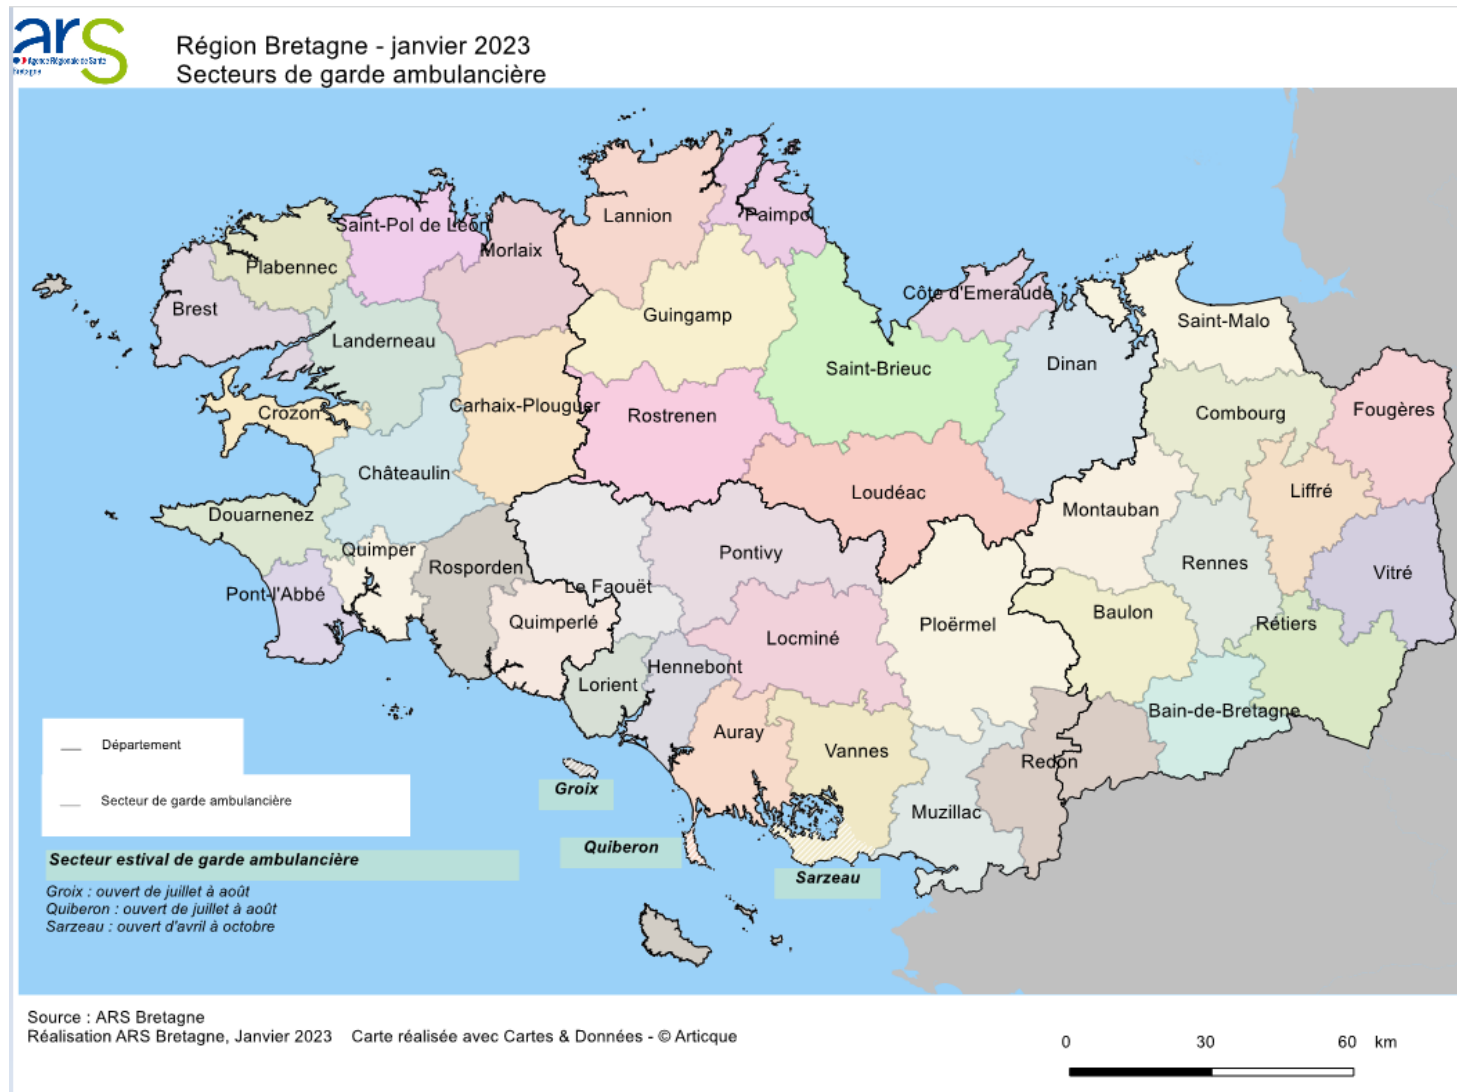 ars
Agence Régionale de Santé
Bretagne
Région Bretagne - janvier 2023
Secteurs de garde ambulancière
Lannion
Paimpol
Saint-Pol de Léon
Morlaix
Plabennec
Brest
Guingamp
Côte d'Emeraude
Saint-Malo
Landerneau
Saint-Brieuc
Dinan
Crozon
Carhaix-Plouguer
Rostrenen
Combourg
Fougères
Châteaulin
Loudéac
Liffré
Montauban
Douarnenez
Quimper
Pontivy
Rennes
Vitré
Rosporden
Le Faouët
Pont-l'Abbé
Quimperlé
Ploërmel
Baulon
Rétiers
Locminé
Hennebont
Lorient
Bain-de-Bretagne
Auray
Vannes
Redon
Muzillac
Groix
Quiberon
Sarzeau
Département
Secteur de garde ambulancière
Secteur estival de garde ambulancière
Groix : ouvert de juillet à août
Quiberon : ouvert de juillet à août
Sarzeau : ouvert d'avril à octobre
Source : ARS Bretagne
Réalisation ARS Bretagne, Janvier 2023 Carte réalisée avec Cartes & Données - © Articque
0 30 60 km